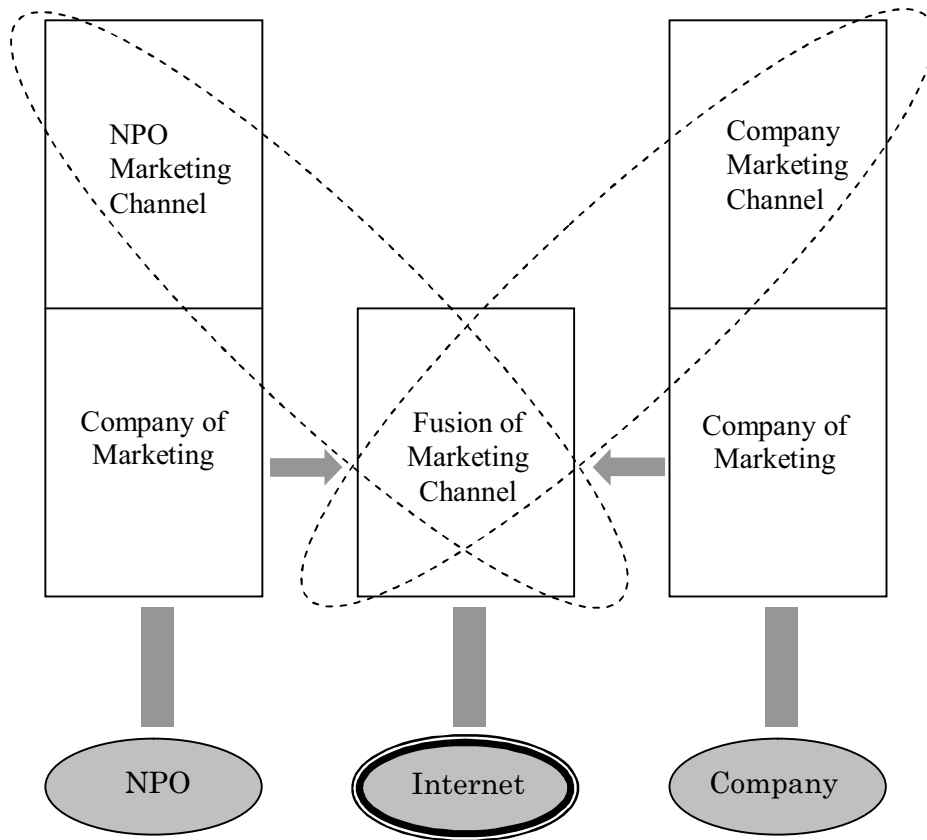 NPO
Marketing
Channel
Company
Marketing
Channel
Company of
Marketing
Fusion of
Marketing
Channel
Company of
Marketing
NPO
Internet
Company